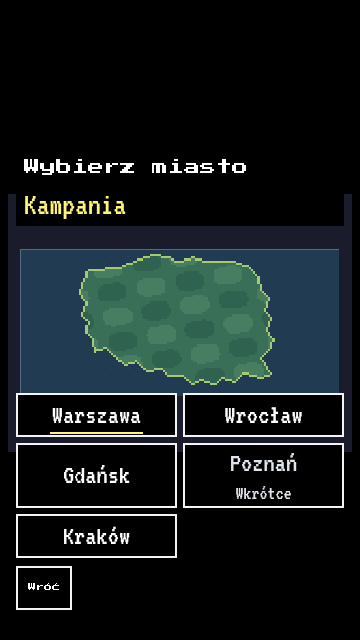 Wybierz miasto
Kampania
Warszawa
Wrocław
Gdańsk
Poznań
Wkrótce
Kraków
Wróć